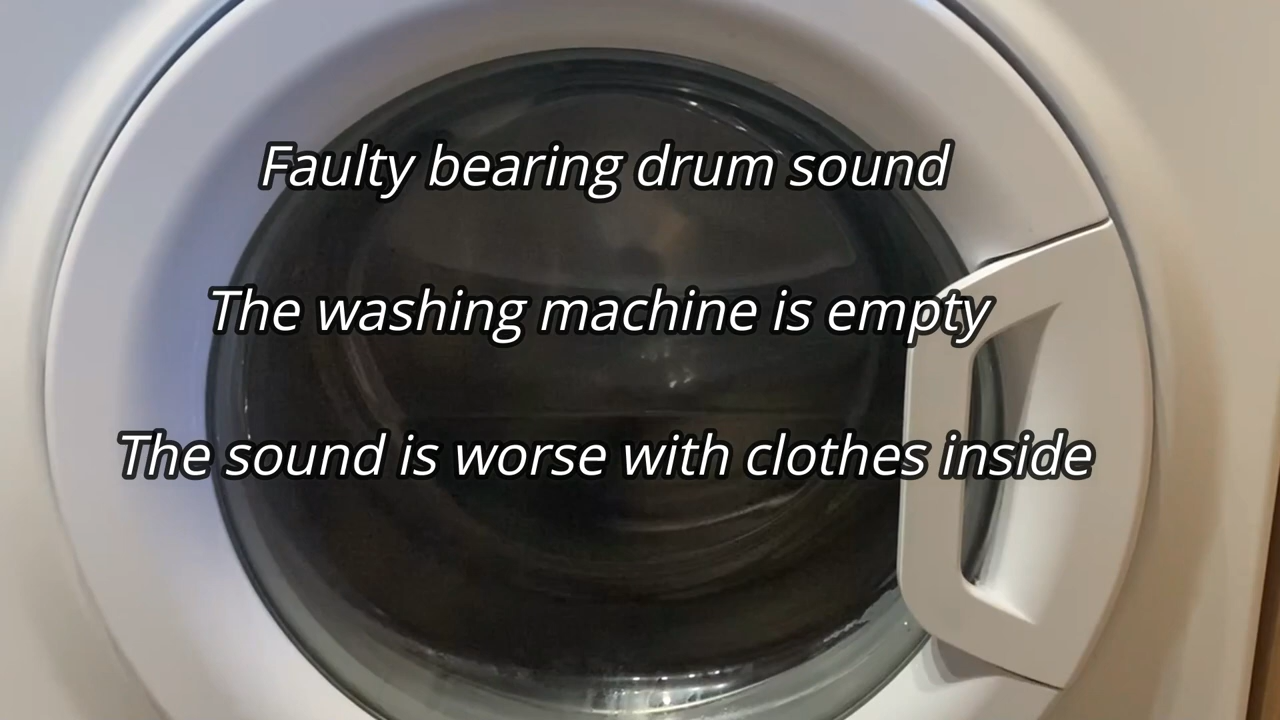 Faulty bearing drum sound
The washing machine is empty
The sound is worse with clothes inside